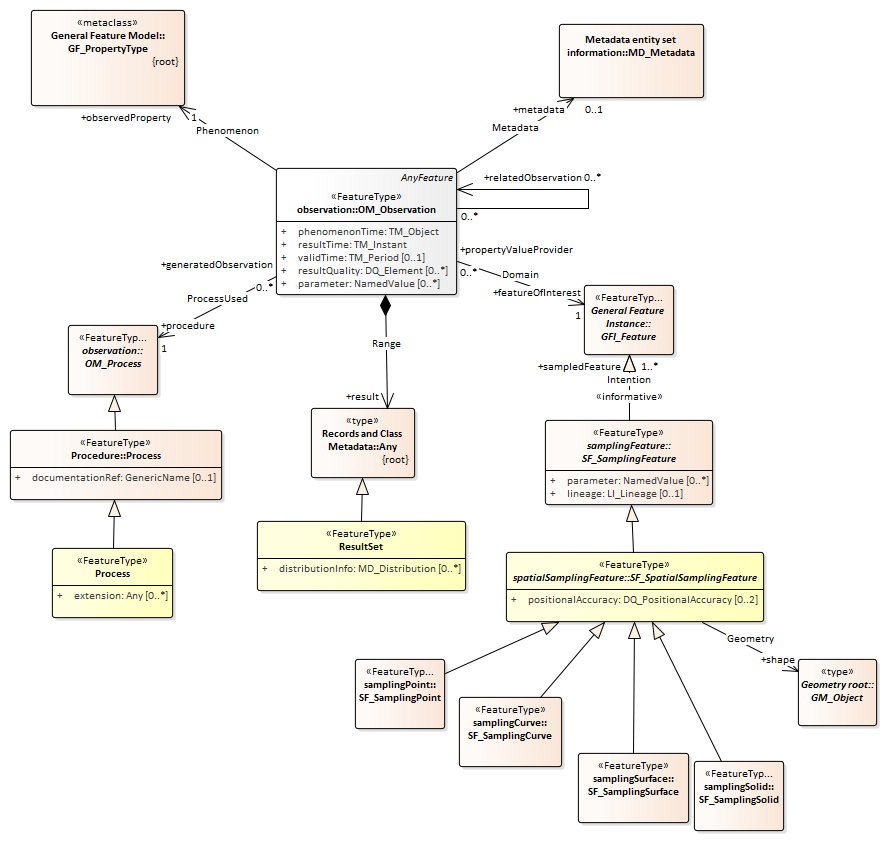 «metaclass»
General Feature Model::
GF_PropertyType
{root}
Metadata entity set
information::MD_Metadata
+observedProperty
1
Phenomenon
+metadata
0..1
Metadata
AnyFeature
«FeatureType»
observation::OM_Observation
+ phenomenonTime: TM_Object
+ resultTime: TM_Instant
+ validTime: TM_Period [0..1]
+ resultQuality: DQ_Element [0..*]
+ parameter: NamedValue [0..*]
+relatedObservation 0..*
0..*
+propertyValueProvider
0..*
Domain
+featureOfInterest
1
+generatedObservation
0..*
ProcessUsed
+procedure
1
«FeatureTyp...
General Feature
Instance::
GFI_Feature
«FeatureTyp...
observation::
OM_Process
Range
+result
+sampledFeature
1..*
Intention
«informative»
«type»
Records and Class
Metadata::Any
{root}
«FeatureType»
Procedure::Process
+ documentationRef: GenericName [0..1]
«FeatureType»
samplingFeature::
SF_SamplingFeature
+ parameter: NamedValue [0..*]
+ lineage: LI_Lineage [0..1]
«FeatureType»
ResultSet
+ distributionInfo: MD_Distribution [0..*]
«FeatureType»
Process
+ extension: Any [0..*]
«FeatureType»
spatialSamplingFeature::SF_SpatialSamplingFeature
+ positionalAccuracy: DQ_PositionalAccuracy [0..2]
Geometry
+shape
«FeatureTyp...
samplingPoint::
SF_SamplingPoint
«type»
Geometry root::
GM_Object
«FeatureType»
samplingCurve::
SF_SamplingCurve
«FeatureType»
samplingSurface::
SF_SamplingSurface
«FeatureTyp...
samplingSolid::
SF_SamplingSolid